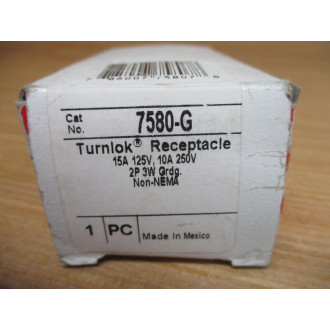 Cat No. 7580-G
Turnlok® Receptacle
15A 125V, 10A 250V
2P 3W Grdg.
Non-NEMA
1 PC Made In Mexico